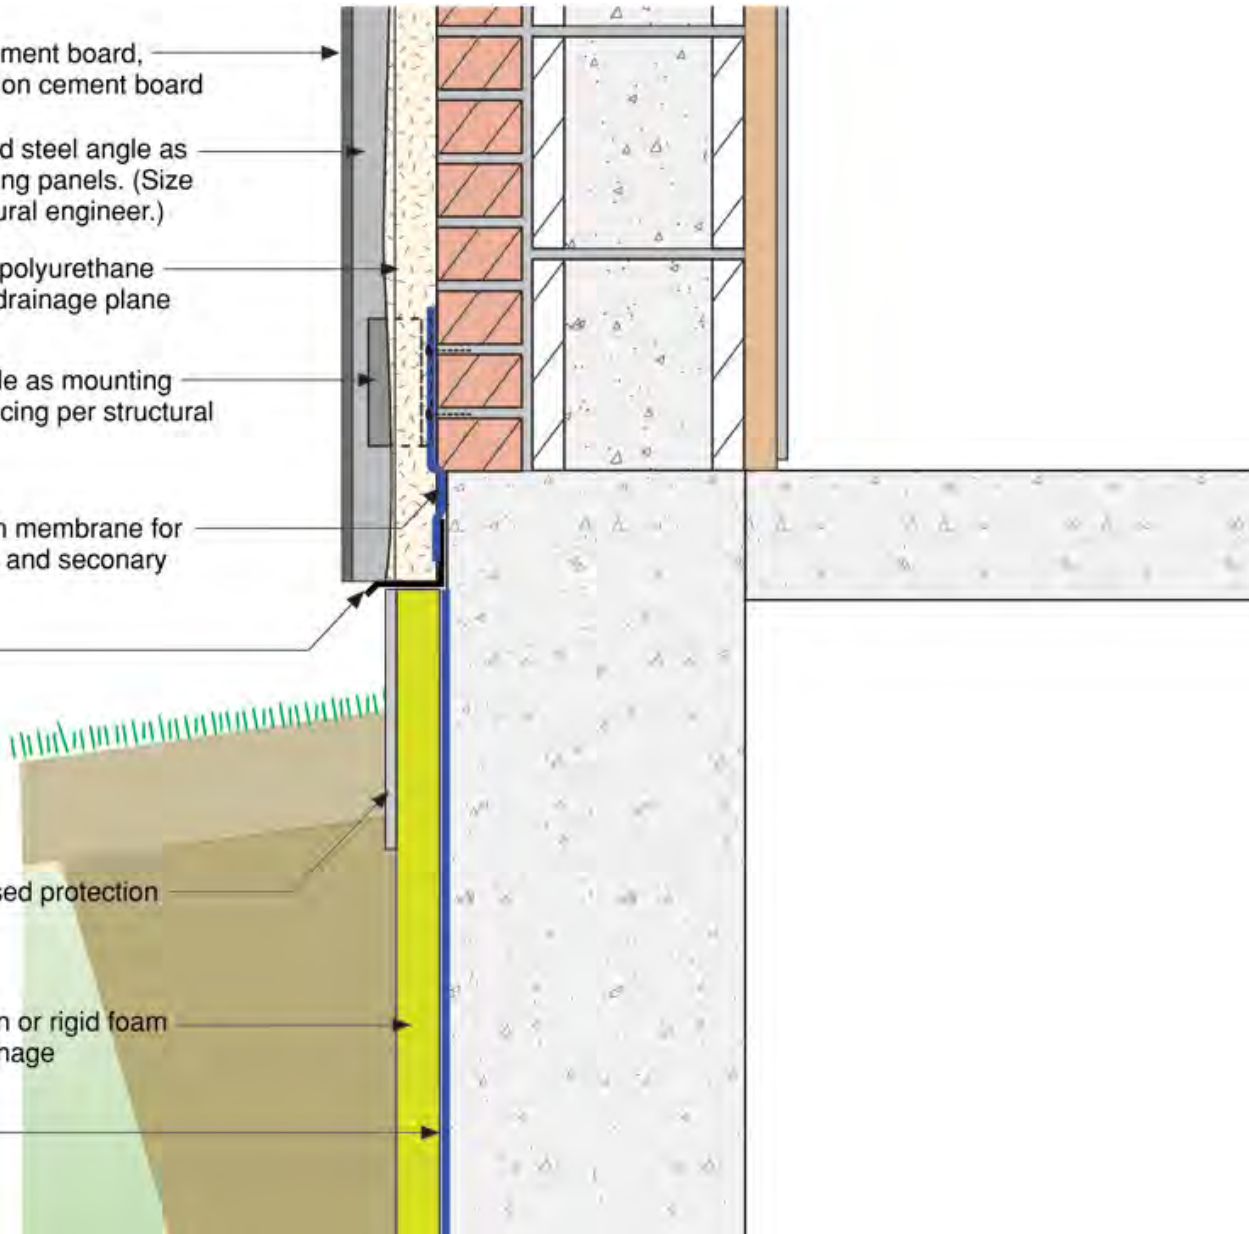 ment board,
on cement board
d steel angle as
ng panels. (Size
ural engineer.)
polyurethane
drainage plane
le as mounting
cing per structural
n membrane for
and seconary
sed protection
n or rigid foam
nage